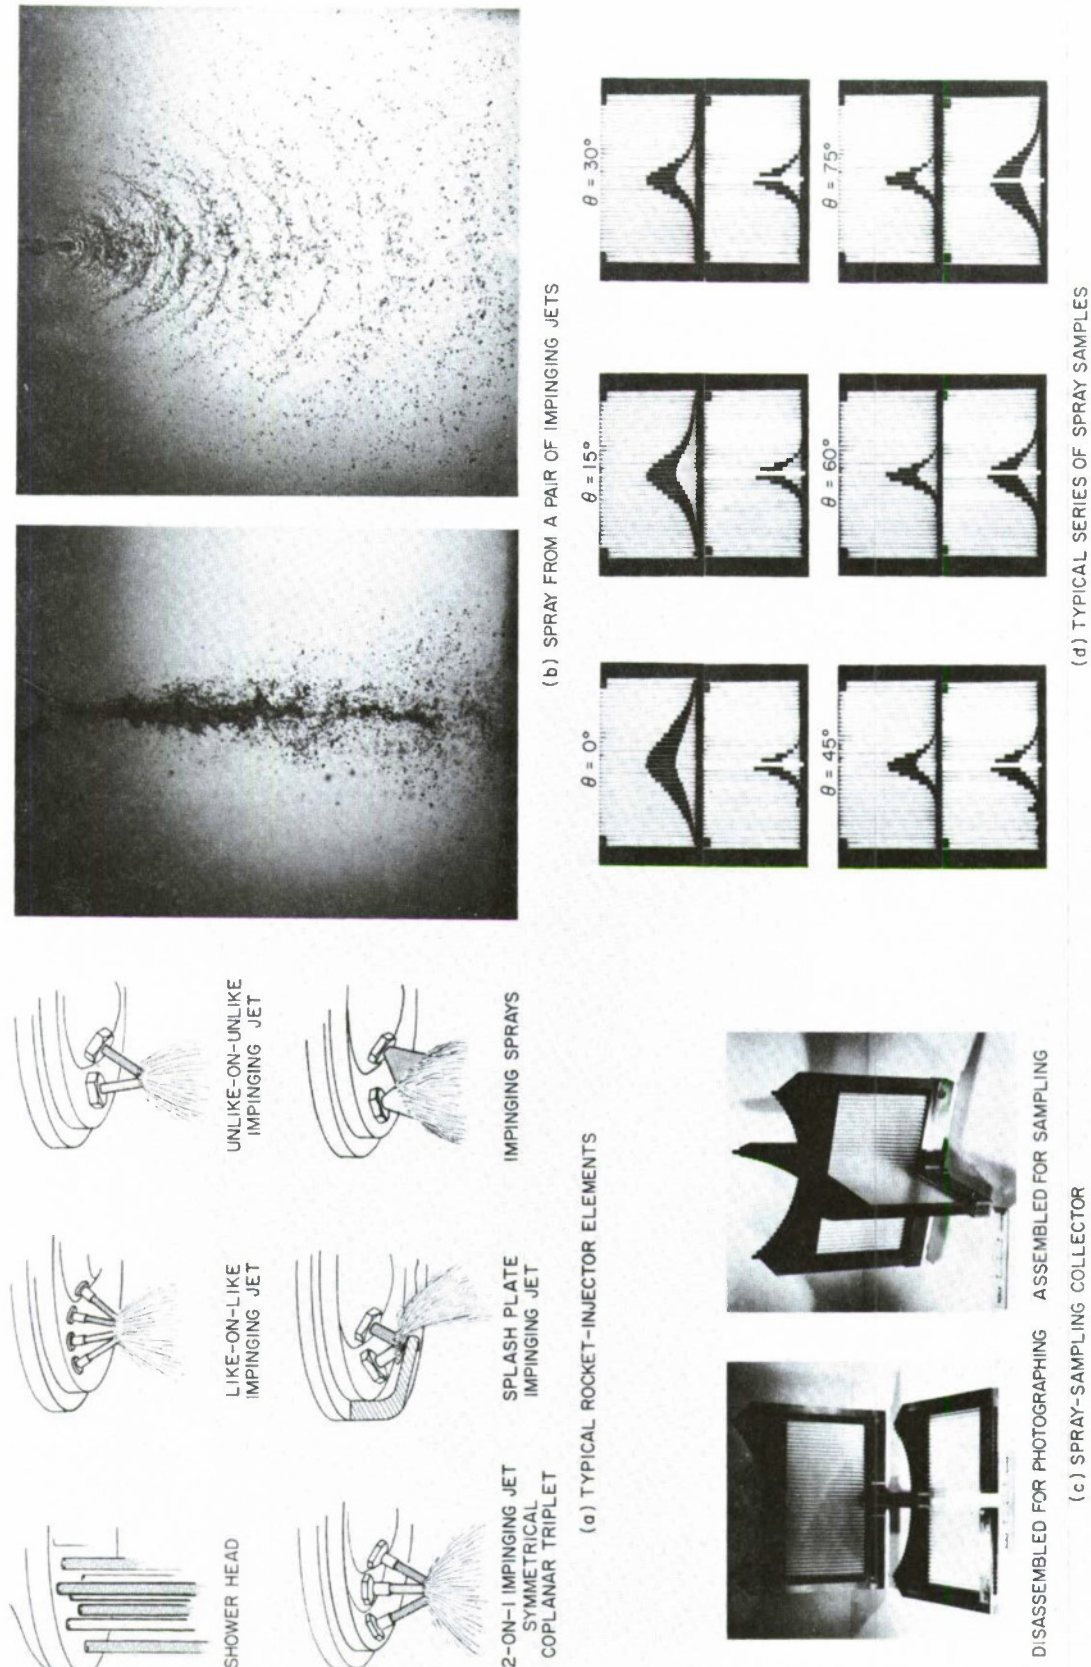 SHOWER HEAD
LIKE-ON-LIKE
IMPINGING JET
UNLIKE-ON-UNLIKE
IMPINGING JET
2-ON-1 IMPINGING JET
SYMMETRICAL
COPLANAR TRIPLET
SPLASH PLATE
IMPINGING JET
IMPINGING SPRAYS
(a) TYPICAL ROCKET-INJECTOR ELEMENTS
(b) SPRAY FROM A PAIR OF IMPINGING JETS
DISASSEMBLED FOR PHOTOGRAPHING
ASSEMBLED FOR SAMPLING
(c) SPRAY-SAMPLING COLLECTOR
θ = 0°
θ = 15°
θ = 30°
θ = 45°
θ = 60°
θ = 75°
(d) TYPICAL SERIES OF SPRAY SAMPLES